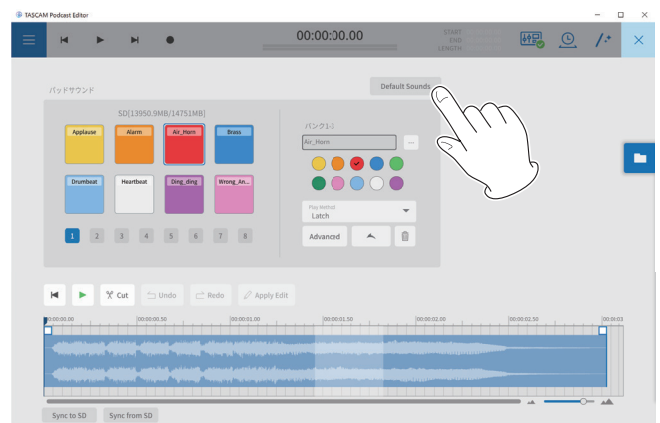 TASCAM Podcast Editor
00:00:00.00
START
END
LENGTH
パッドサウンド
Default Sounds
SD[13950.9MB/14751MB]
Applause
Alarm
Air_Horn
Brass
Drumbeat
Heartbeat
Ding_ding
Wrong_An...
1 2 3 4 5 6 7 8
バンク1-3
Air_Horn
...
Play Method
Latch
Advanced
Cut
Undo
Redo
Apply Edit
00:00:00.00 00:00:00.50 00:00:01.00 00:00:01.50 00:00:02.00 00:00:02.50 00:00:03
Sync to SD
Sync from SD